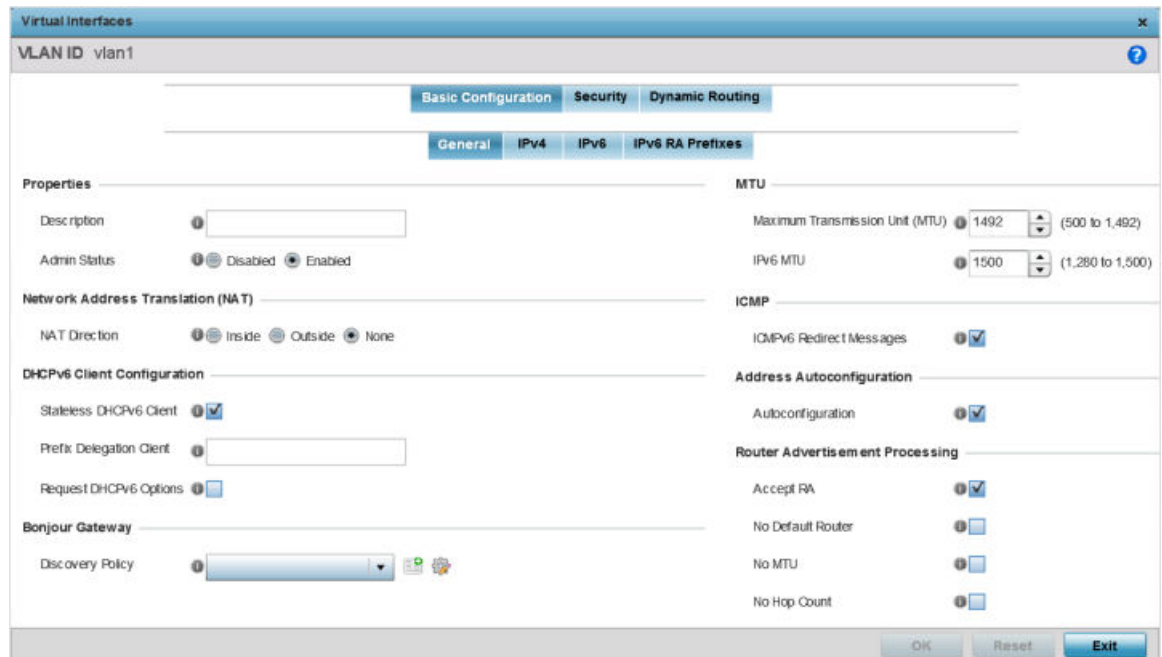 Virtual Interfaces
VLAN ID vlan1
Basic Configuration Security Dynamic Routing
General IPv4 IPv6 IPv6 RA Prefixes
Properties
Description
Admin Status Disabled Enabled
Network Address Translation (NAT)
NAT Direction Inside Outside None
DHCPv6 Client Configuration
Stateless DHCPv6 Client
Prefix Delegation Client
Request DHCPv6 Options
Bonjour Gateway
Discovery Policy
MTU
Maximum Transmission Unit (MTU) 1492 (500 to 1,492)
IPv6 MTU 1500 (1,280 to 1,500)
ICMP
ICMPv6 Redirect Messages
Address Autoconfiguration
Autoconfiguration
Router Advertisement Processing
Accept RA
No Default Router
No MTU
No Hop Count
OK Reset Exit